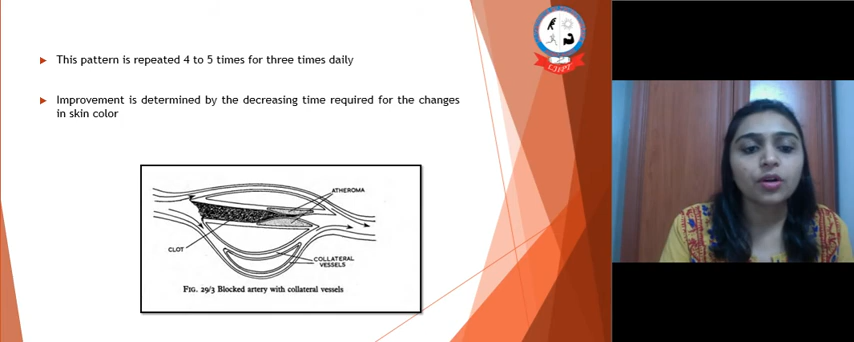 This pattern is repeated 4 to 5 times for three times daily
Improvement is determined by the decreasing time required for the changes
in skin color
ATHEROMA
CLOT
COLLATERAL
VESSELS
FIG. 29/3 Blocked artery with collateral vessels